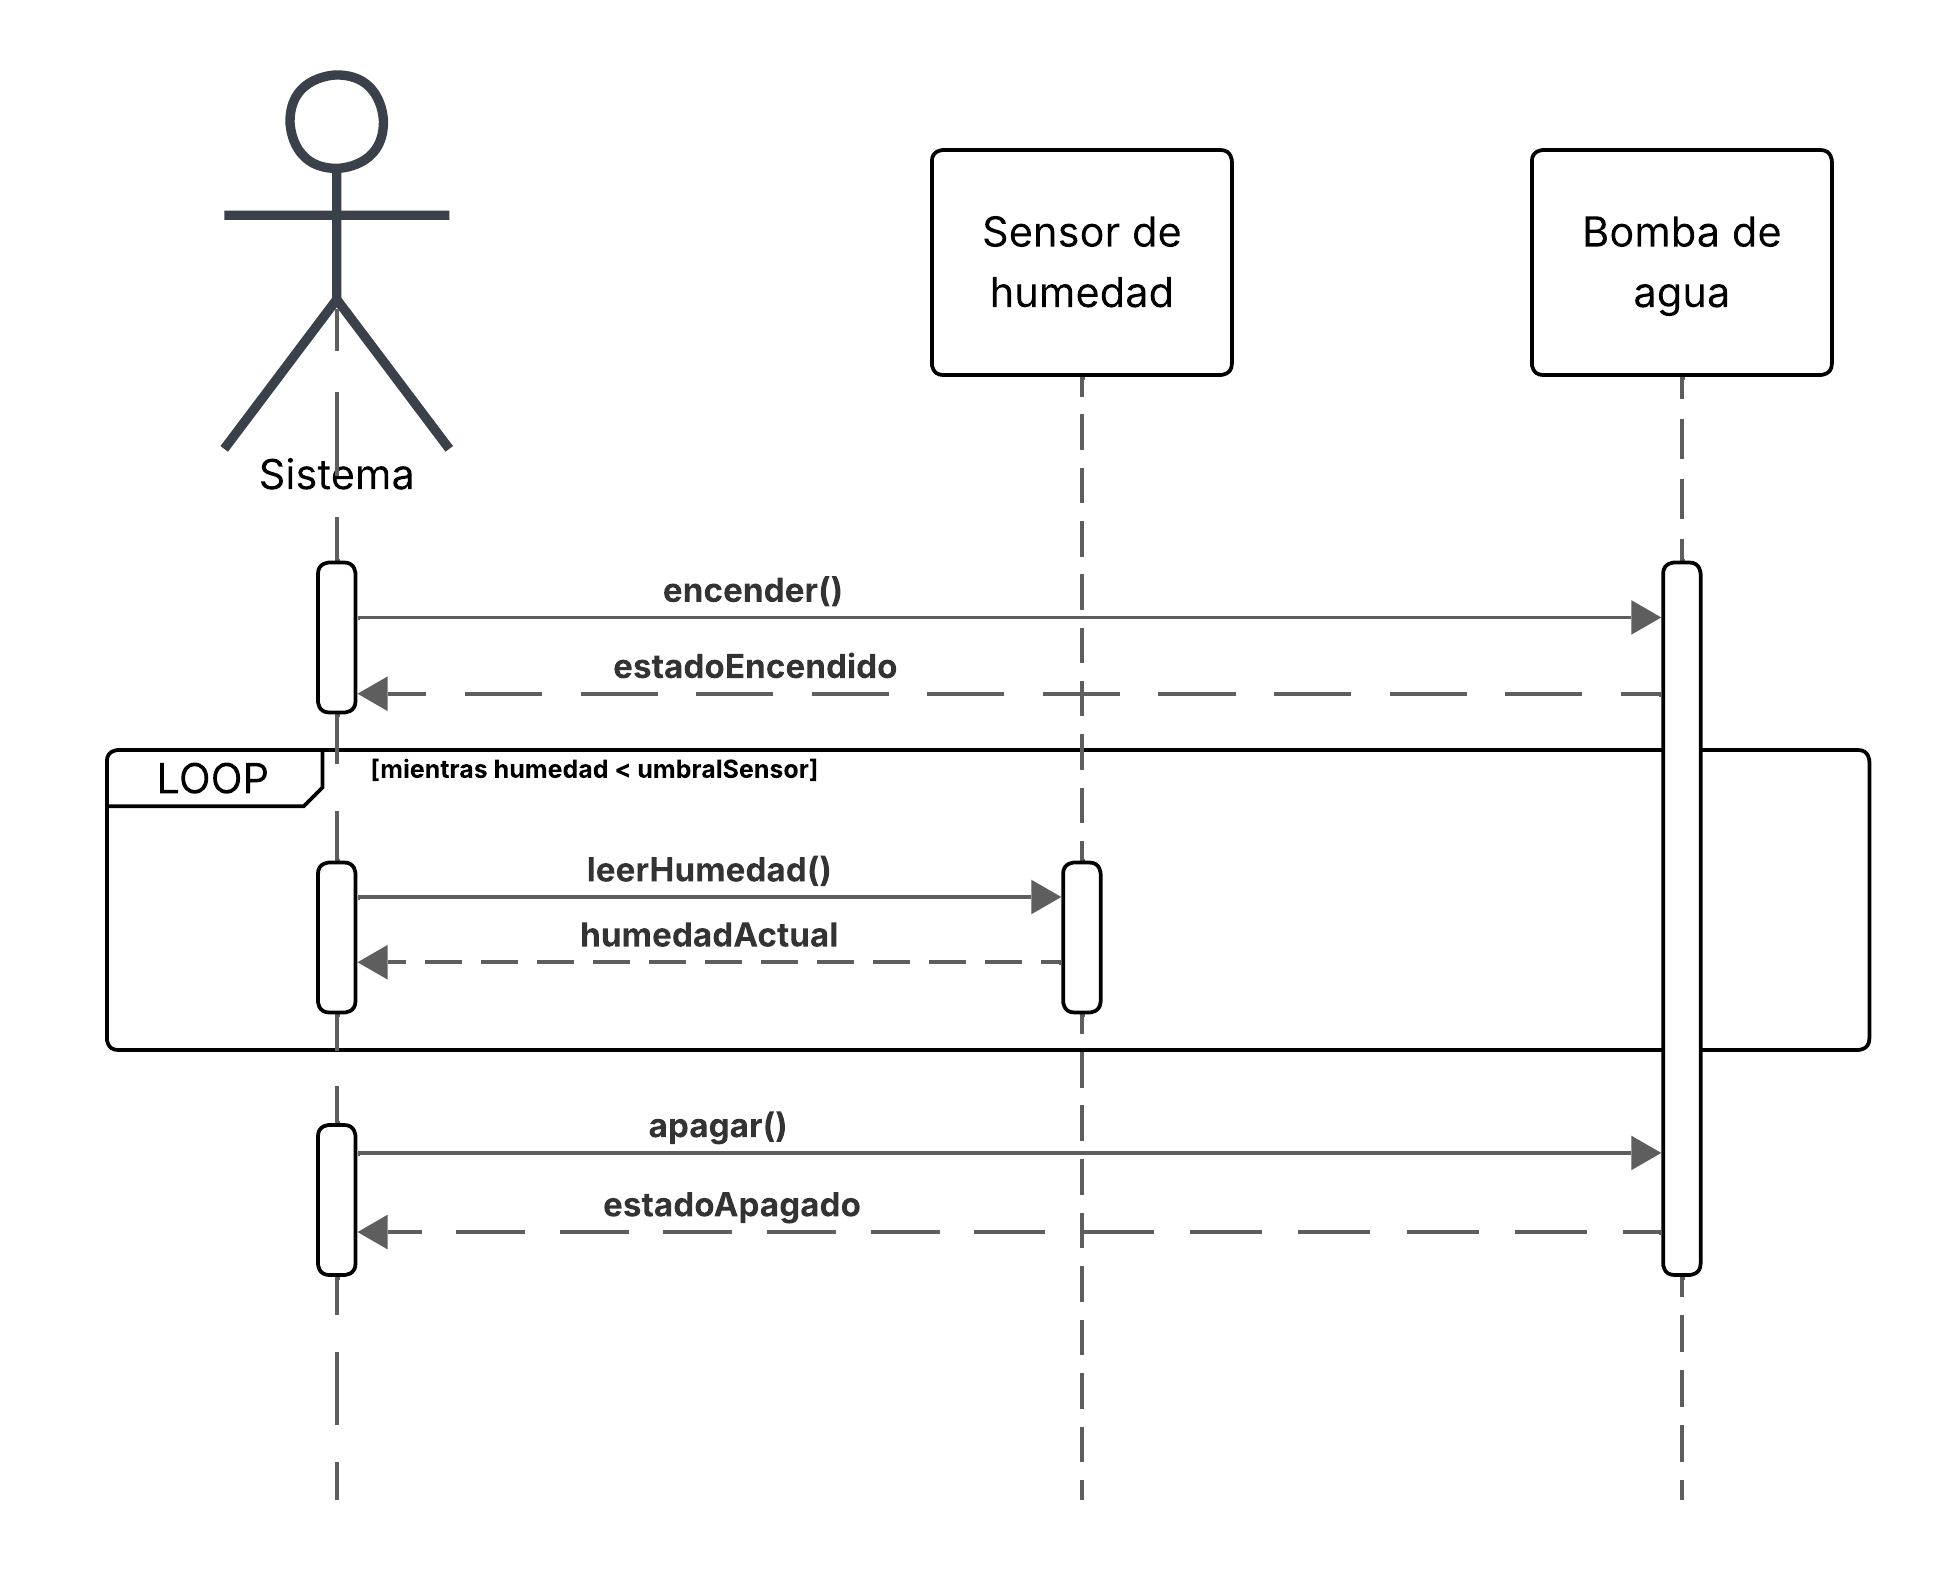 Sensor de
humedad
Bomba de
agua
Sistema
encender()
estadoEncendido
LOOP
[mientras humedad < umbralSensor]
leerHumedad()
humedadActual
apagar()
estadoApagado